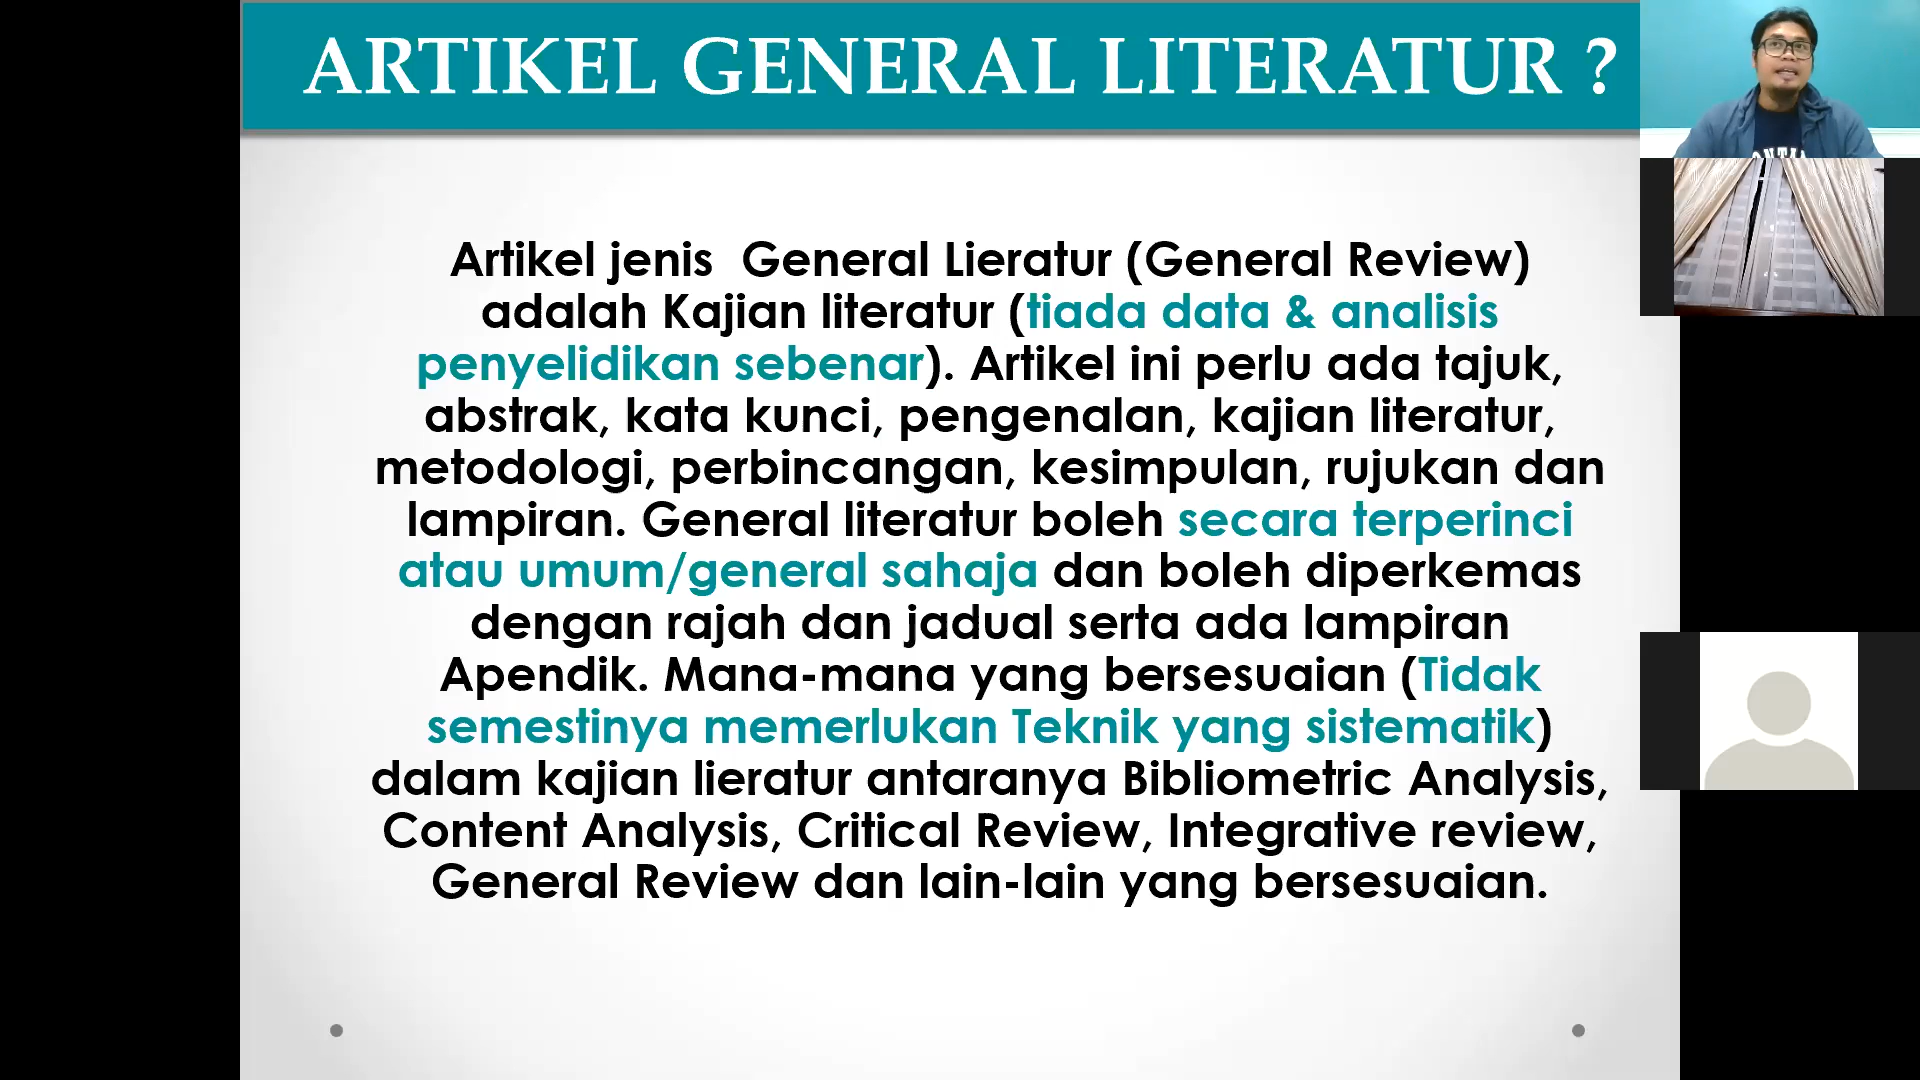 ARTIKEL GENERAL LITERATUR ?
Artikel jenis  General Lieratur (General Review)
adalah Kajian literatur (tiada data & analisis
penyelidikan sebenar). Artikel ini perlu ada tajuk,
abstrak, kata kunci, pengenalan, kajian literatur,
metodologi, perbincangan, kesimpulan, rujukan dan
lampiran. General literatur boleh secara terperinci
atau umum/general sahaja dan boleh diperkemas
dengan rajah dan jadual serta ada lampiran
Apendik. Mana-mana yang bersesuaian (Tidak
semestinya memerlukan Teknik yang sistematik)
dalam kajian lieratur antaranya Bibliometric Analysis,
Content Analysis, Critical Review, Integrative review,
General Review dan lain-lain yang bersesuaian.